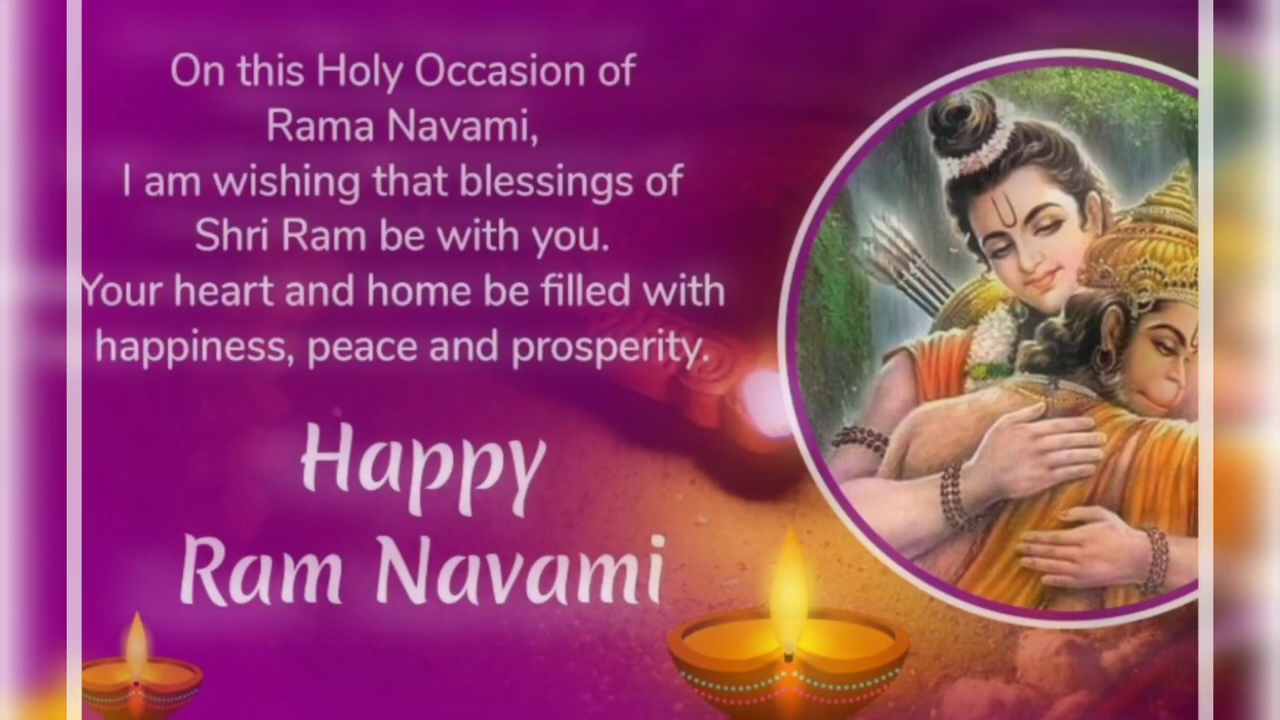 On this Holy Occasion of
Rama Navami,
I am wishing that blessings of
Shri Ram be with you.
Your heart and home be filled with
happiness, peace and prosperity.
Happy
Ram Navami